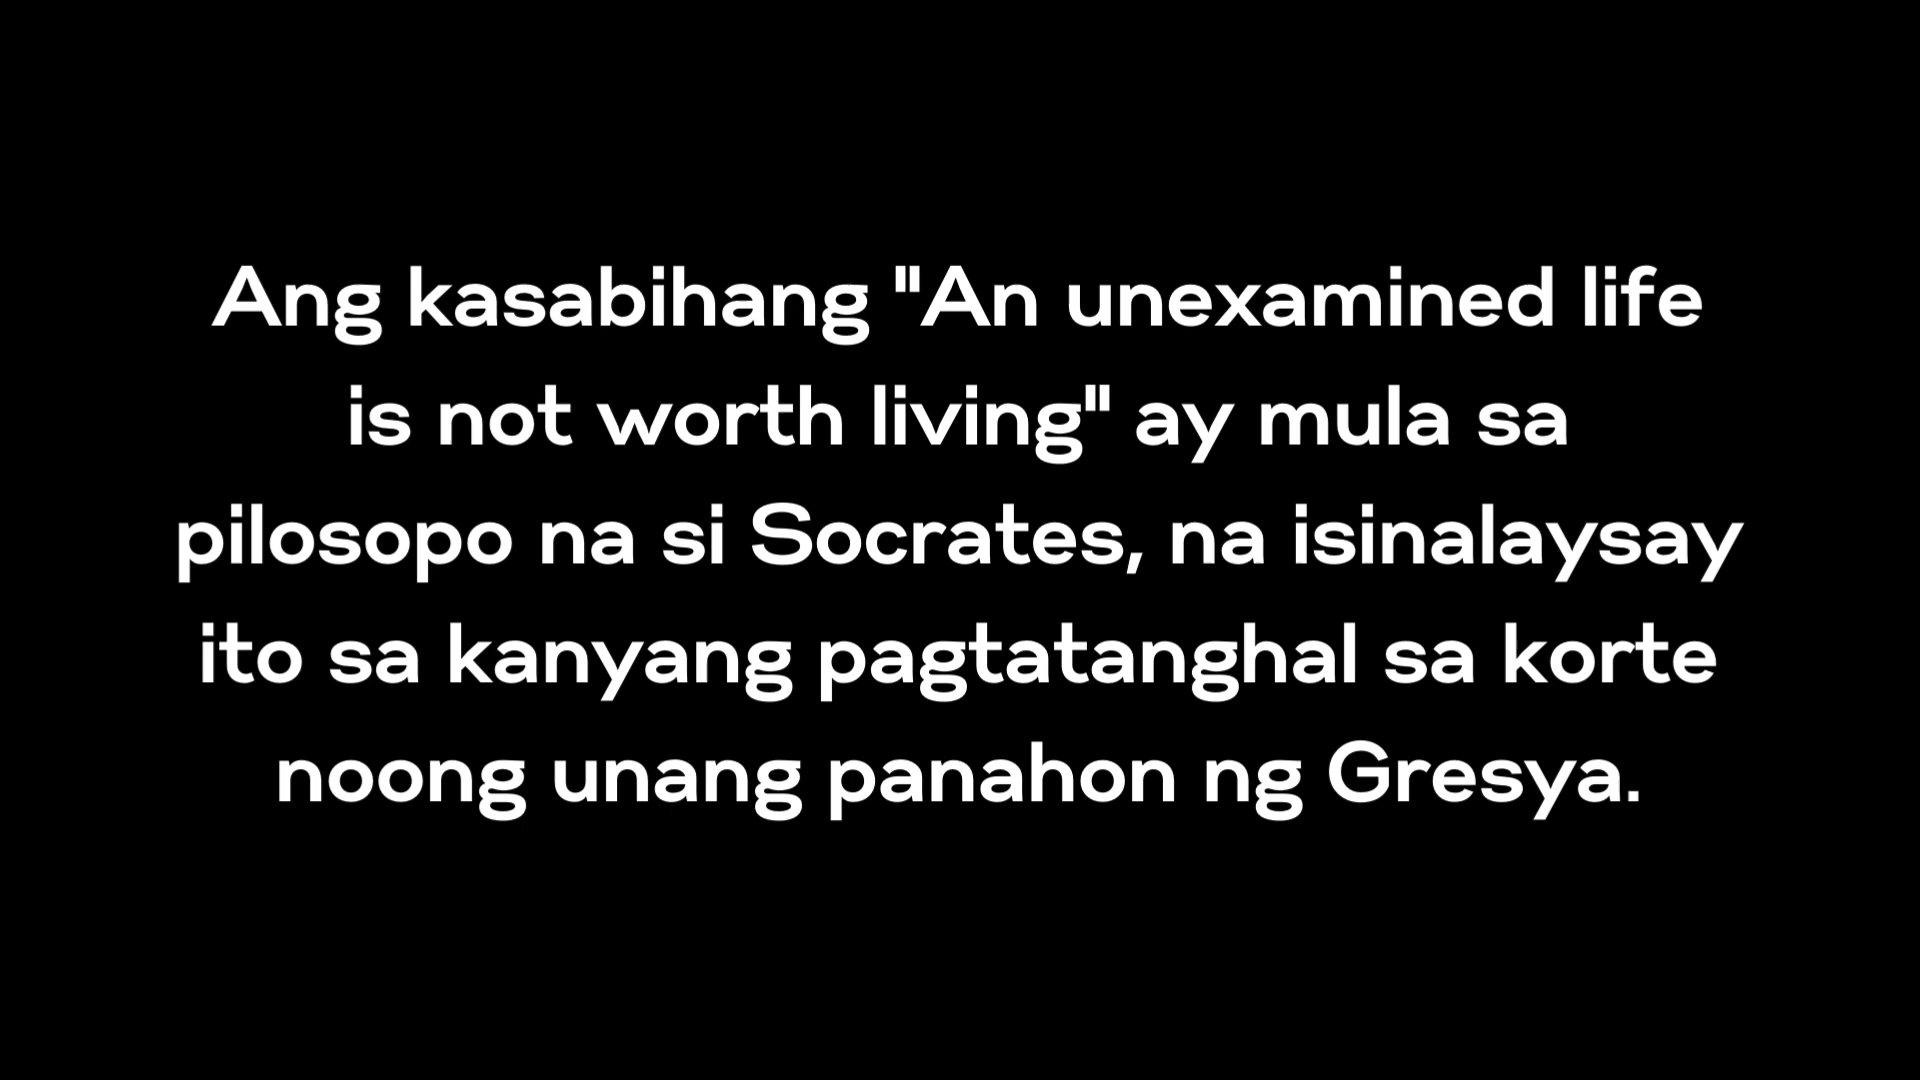 Ang kasabihang "An unexamined life
is not worth living" ay mula sa
pilosopo na si Socrates, na isinalaysay
ito sa kanyang pagtatanghal sa korte
noong unang panahon ng Gresya.